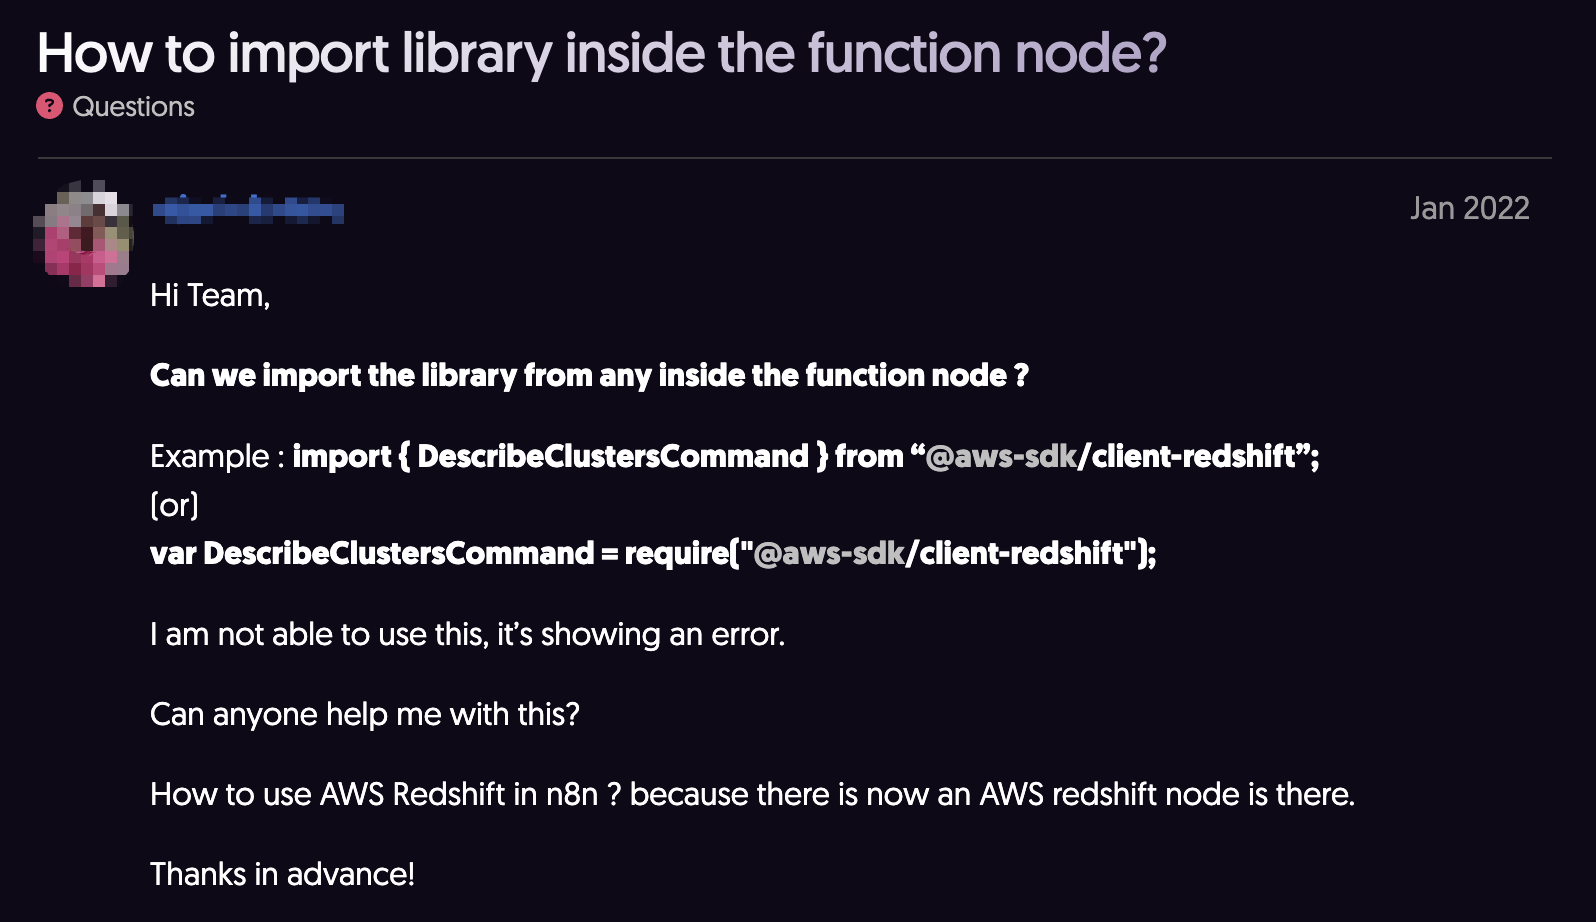 How to import library inside the function node?
? Questions
Jan 2022
Hi Team,
Can we import the library from any inside the function node ?
Example : import { DescribeClustersCommand } from “@aws-sdk/client-redshift”;
(or)
var DescribeClustersCommand = require("@aws-sdk/client-redshift");
I am not able to use this, it’s showing an error.
Can anyone help me with this?
How to use AWS Redshift in n8n ? because there is now an AWS redshift node is there.
Thanks in advance!